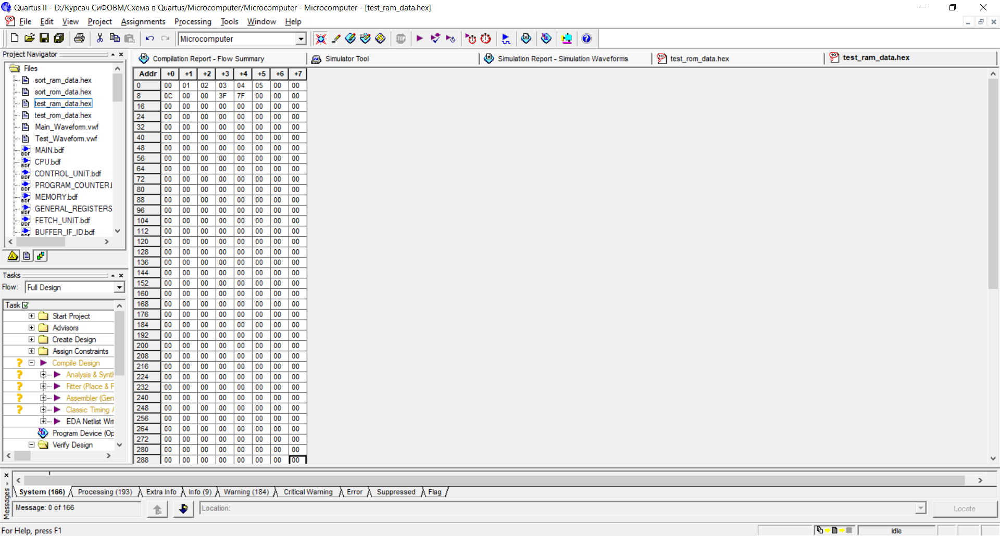 Quartus II - D:/Курсач СиФОВМ/Схема в Quartus/Microcomputer/Microcomputer - Microcomputer - [test_ram_data.hex]
File Edit View Project Assignments Processing Tools Window Help
Microcomputer
Project Navigator
Files
sort_ram_data.hex
sort_rom_data.hex
test_ram_data.hex
test_rom_data.hex
Main_Waveform.vwf
Test_Waveform.vwf
MAIN.bdf
CPU.bdf
CONTROL_UNIT.bdf
PROGRAM_COUNTER.
MEMORY.bdf
GENERAL_REGISTERS
FETCH_UNIT.bdf
BUFFER_IF_ID.bdf
Tasks
Flow: Full Design
Task
Start Project
Advisors
Create Design
Assign Constraints
Compile Design
Analysis & Synt
Fitter (Place & F
Assembler (Gen
Classic Timing A
EDA Netlist Wri
Program Device (Op
Verify Design
Compilation Report - Flow Summary Simulator Tool Simulation Report - Simulation Waveforms test_rom_data.hex test_ram_data.hex
Addr +0 +1 +2 +3 +4 +5 +6 +7
0 00 01 02 03 04 05 00 00
8 0C 00 00 3F 7F 00 00 00
16 00 00 00 00 00 00 00 00
24 00 00 00 00 00 00 00 00
32 00 00 00 00 00 00 00 00
40 00 00 00 00 00 00 00 00
48 00 00 00 00 00 00 00 00
56 00 00 00 00 00 00 00 00
64 00 00 00 00 00 00 00 00
72 00 00 00 00 00 00 00 00
80 00 00 00 00 00 00 00 00
88 00 00 00 00 00 00 00 00
96 00 00 00 00 00 00 00 00
104 00 00 00 00 00 00 00 00
112 00 00 00 00 00 00 00 00
120 00 00 00 00 00 00 00 00
128 00 00 00 00 00 00 00 00
136 00 00 00 00 00 00 00 00
144 00 00 00 00 00 00 00 00
152 00 00 00 00 00 00 00 00
160 00 00 00 00 00 00 00 00
168 00 00 00 00 00 00 00 00
176 00 00 00 00 00 00 00 00
184 00 00 00 00 00 00 00 00
192 00 00 00 00 00 00 00 00
200 00 00 00 00 00 00 00 00
208 00 00 00 00 00 00 00 00
216 00 00 00 00 00 00 00 00
224 00 00 00 00 00 00 00 00
232 00 00 00 00 00 00 00 00
240 00 00 00 00 00 00 00 00
248 00 00 00 00 00 00 00 00
256 00 00 00 00 00 00 00 00
264 00 00 00 00 00 00 00 00
272 00 00 00 00 00 00 00 00
280 00 00 00 00 00 00 00 00
288 00 00 00 00 00 00 00 00
Messages
System (166) Processing (193) Extra Info Info (9) Warning (184) Critical Warning Error Suppressed Flag
Message: 0 of 166 Location: Locate
For Help, press F1 Idle